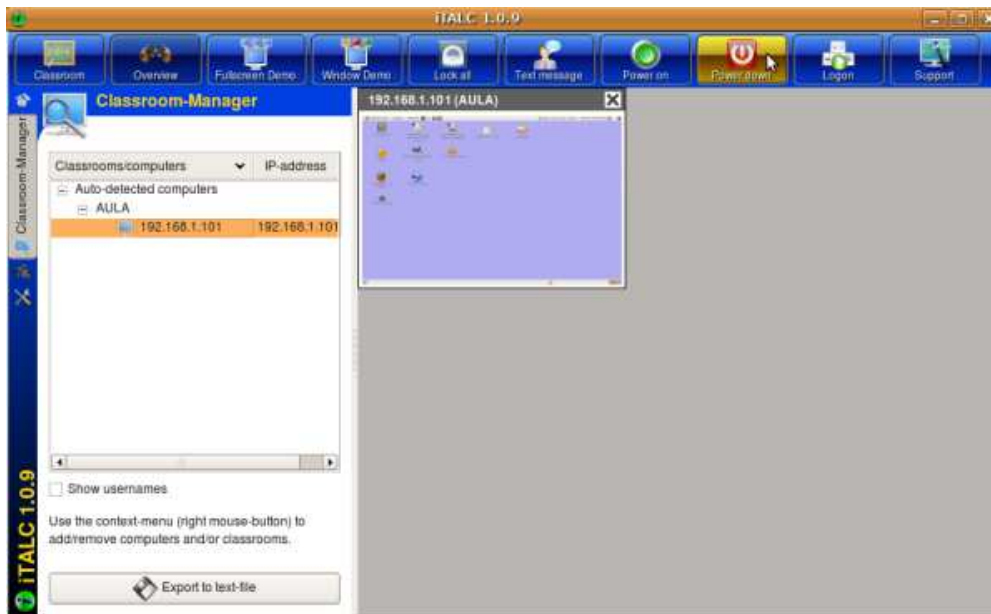 iTALC 1.0.9
Classroom
Overview
Fullscreen Demo
Window Demo
Lock all
Text message
Power on
Power down
Logon
Support
Classroom-Manager
Classroom-Manager
192.168.1.101 (AULA)
Classrooms/computers IP-address
Auto-detected computers
AULA
192.168.1.101 192.168.1.101
Show usernames
Use the context-menu (right mouse-button) to
add/remove computers and/or classrooms.
Export to text-file
iTALC 1.0.9